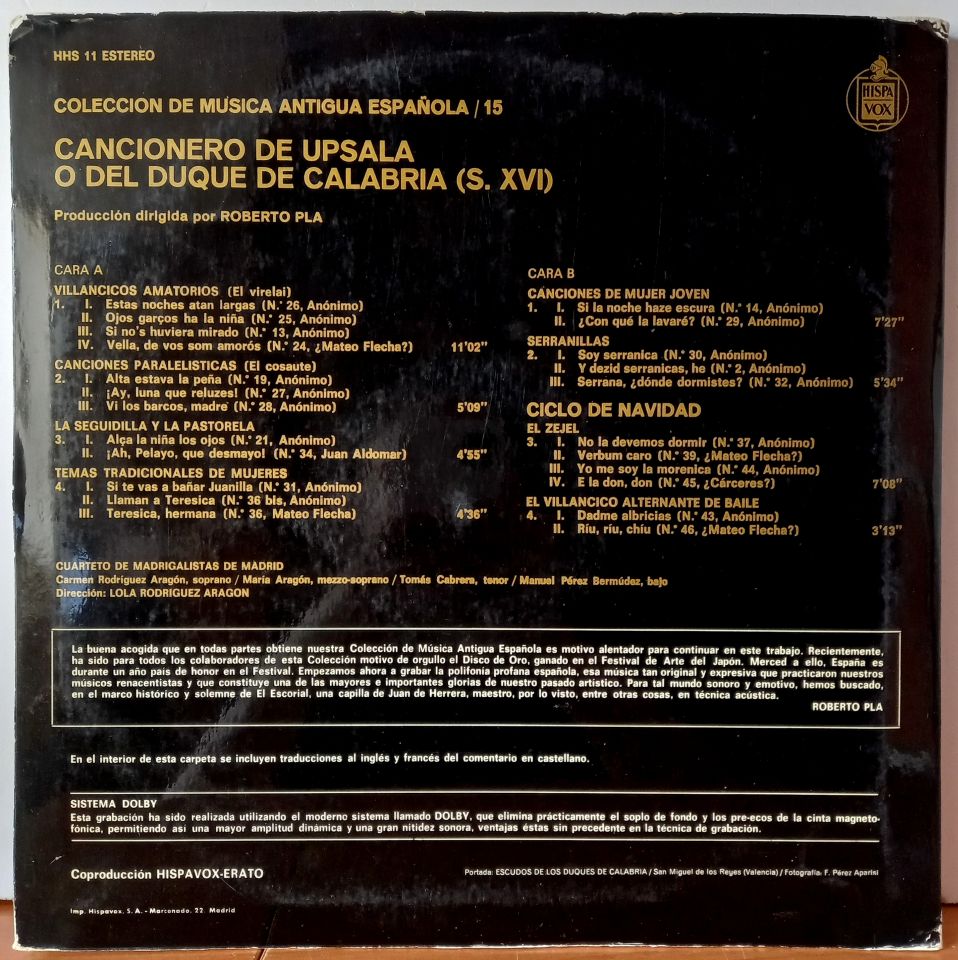 HHS 11 ESTEREO
HISPA
VOX
COLECCION DE MUSICA ANTIGUA ESPAÑOLA / 15
CANCIONERO DE UPSALA
O DEL DUQUE DE CALABRIA (S. XVI)
Producción dirigida por ROBERTO PLA
CARA A
VILLANCICOS AMATORIOS (El virelai)
1. I. Estas noches atan largas (N.° 26, Anónimo)
II. Ojos garços ha la niña (N.° 25, Anónimo)
III. Si no's huviera mirado (N.° 13, Anónimo)
IV. Vella, de vos som amorós (N.° 24, ¿Mateo Flecha?) 11'02"
CANCIONES PARALELISTICAS (El cosaute)
2. I. Alta estava la peña (N.° 19, Anónimo)
II. ¡Ay, luna que reluzes! (N.° 27, Anónimo)
III. Vi los barcos, madre (N.° 28, Anónimo) 5'09"
LA SEGUIDILLA Y LA PASTORELA
3. I. Alça la niña los ojos (N.° 21, Anónimo)
II. ¡Ah, Pelayo, que desmayo! (N.° 34, Juan Aldomar) 4'55"
TEMAS TRADICIONALES DE MUJERES
4. I. Si te vas a bañar Juanilla (N.° 31, Anónimo)
II. Llaman a Teresica (N.° 36 bis, Anónimo)
III. Teresica, hermana (N.° 36, Mateo Flecha) 4'36"
CARA B
CANCIONES DE MUJER JOVEN
1. I. Si la noche haze escura (N.° 14, Anónimo)
II. ¿Con qué la lavaré? (N.° 29, Anónimo) 7'27"
SERRANILLAS
2. I. Soy serranica (N.° 30, Anónimo)
II. Y dezid serranicas, he (N.° 2, Anónimo)
III. Serrana, ¿dónde dormistes? (N.° 32, Anónimo) 5'34"
CICLO DE NAVIDAD
EL ZEJEL
3. I. No la devemos dormir (N.° 37, Anónimo)
II. Verbum caro (N.° 39, ¿Mateo Flecha?)
III. Yo me soy la morenica (N.° 44, Anónimo)
IV. E la don, don (N.° 45, ¿Cárceres?) 7'08"
EL VILLANCICO ALTERNANTE DE BAILE
4. I. Dadme albricias (N.° 43, Anónimo)
II. Riu, ríu, chíu (N.° 46, ¿Mateo Flecha?) 3'13"
CUARTETO DE MADRIGALISTAS DE MADRID
Carmen Rodríguez Aragón, soprano / María Aragón, mezzo-soprano / Tomás Cabrera, tenor / Manuel Pérez Bermúdez, bajo
Dirección: LOLA RODRIGUEZ ARAGON
La buena acogida que en todas partes obtiene nuestra Colección de Música Antigua Española es motivo alentador para continuar en este trabajo. Recientemente,
ha sido para todos los colaboradores de esta Colección motivo de orgullo el Disco de Oro, ganado en el Festival de Arte del Japón. Merced a ello, España es
durante un año país de honor en el Festival. Empezamos ahora a grabar la polifonía profana española, esa música tan original y expresiva que practicaron nuestros
músicos renacentistas y que constituye una de las mayores e importantes glorias de nuestro pasado artístico. Para tal mundo sonoro y emotivo, hemos buscado,
en el marco histórico y solemne de El Escorial, una capilla de Juan de Herrera, maestro, por lo visto, entre otras cosas, en técnica acústica.
ROBERTO PLA
En el interior de esta carpeta se incluyen traducciones al inglés y francés del comentario en castellano.
SISTEMA DOLBY
Esta grabación ha sido realizada utilizando el moderno sistema llamado DOLBY, que elimina prácticamente el soplo de fondo y los pre-ecos de la cinta magneto-
fónica, permitiendo así una mayor amplitud dinámica y una gran nitidez sonora, ventajas éstas sin precedente en la técnica de grabación.
Coproducción HISPAVOX-ERATO
Portada: ESCUDOS DE LOS DUQUES DE CALABRIA / San Miguel de los Reyes (Valencia) / Fotografía: F. Pérez Aparisi
Imp. Hispavox, S. A. - Marconado, 22. Madrid